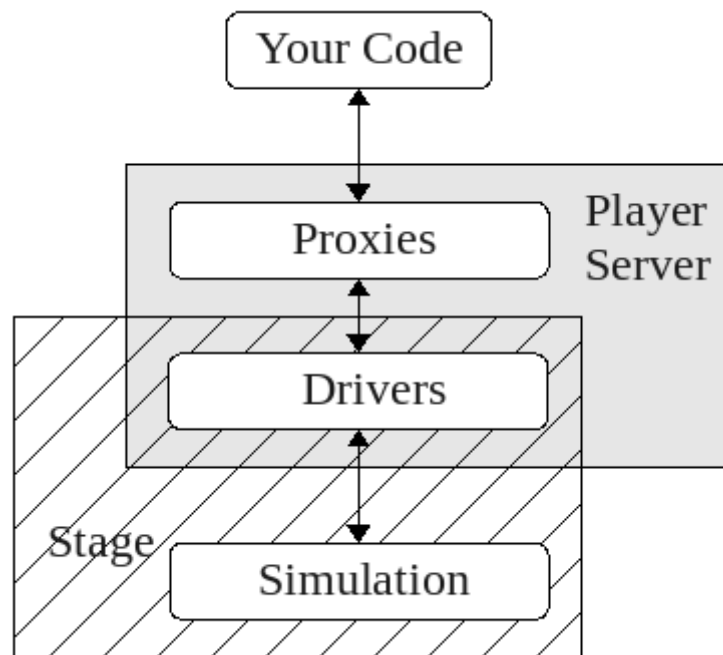 Your Code
Proxies
Player
Server
Drivers
Stage
Simulation